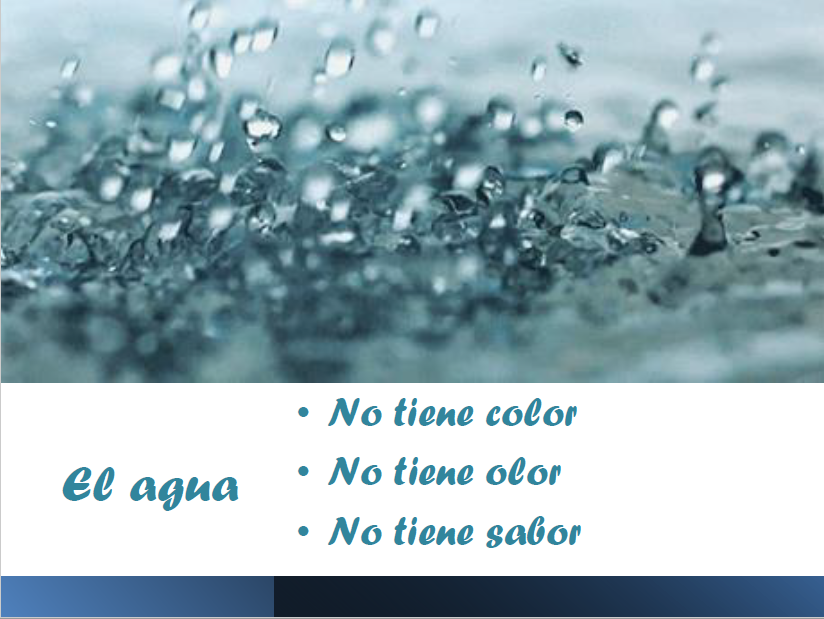 El agua
• No tiene color
• No tiene olor
• No tiene sabor